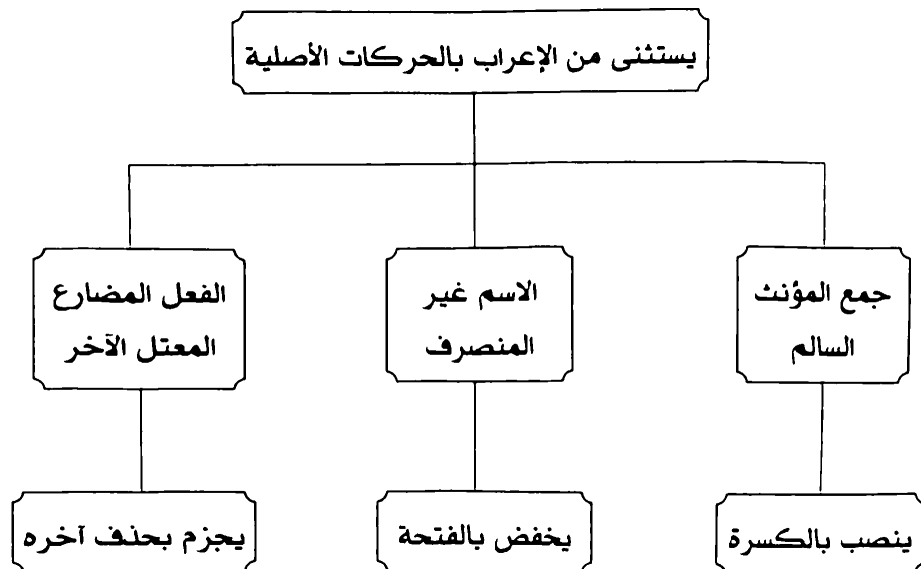 يستثنى من الإعراب بالحركات الأصلية
جمع المؤنث
السالم
الاسم غير
المنصرف
الفعل المضارع
المعتل الآخر
ينصب بالكسرة
يخفض بالفتحة
يجزم بحذف آخره